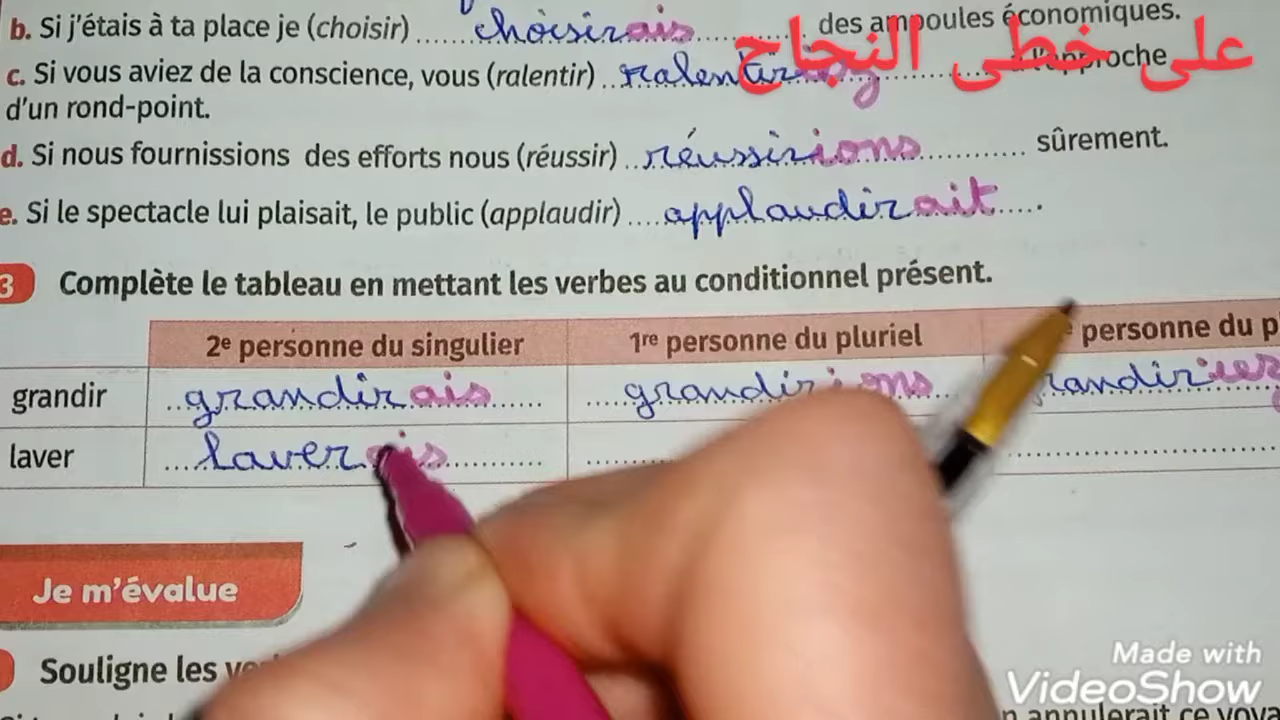 b. Si j'étais à ta place je (choisir) choisirais des ampoules économiques.
على خطى النجاح
c. Si vous aviez de la conscience, vous (ralentir) l'approche
d'un rond-point.
d. Si nous fournissions des efforts nous (réussir) réussirions sûrement.
e. Si le spectacle lui plaisait, le public (applaudir) applaudirait.
3 Complète le tableau en mettant les verbes au conditionnel présent.
2e personne du singulier 1re personne du pluriel personne du p
grandir grandirais grandirions grandiriez
laver laverais
Je m'évalue
Souligne les
n annulerait ce voya
Made with
VideoShow